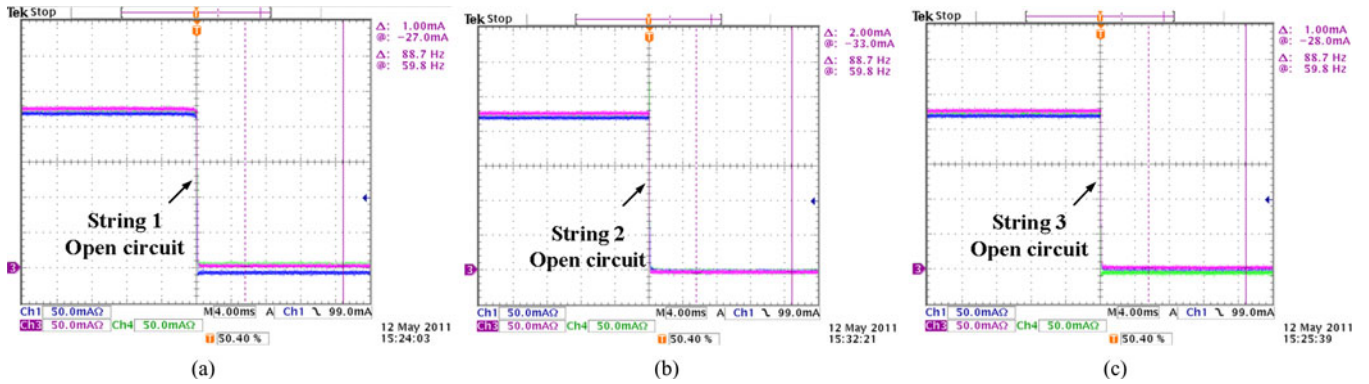 Tek Stop
T
T
Δ: 1.00mA
@: −27.0mA
Δ: 88.7 Hz
@: 59.8 Hz
String 1
Open circuit
3
Ch1 50.0mAΩ M 4.00ms A Ch1 99.0mA
Ch3 50.0mAΩ Ch4 50.0mAΩ
T 50.40 %
12 May 2011
15:24:03
(a)
Tek Stop
T
T
Δ: 2.00mA
@: −33.0mA
Δ: 88.7 Hz
@: 59.8 Hz
String 2
Open circuit
3
Ch1 50.0mAΩ M 4.00ms A Ch1 99.0mA
Ch3 50.0mAΩ Ch4 50.0mAΩ
T 50.40 %
12 May 2011
15:32:21
(b)
Tek Stop
T
T
Δ: 1.00mA
@: −28.0mA
Δ: 88.7 Hz
@: 59.8 Hz
String 3
Open circuit
3
Ch1 50.0mAΩ M 4.00ms A Ch1 99.0mA
Ch3 50.0mAΩ Ch4 50.0mAΩ
T 50.40 %
12 May 2011
15:25:39
(c)